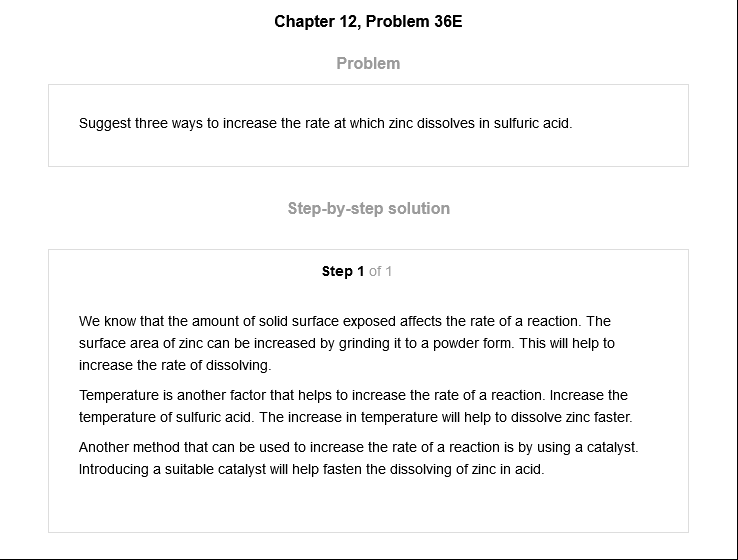 Chapter 12, Problem 36E
Problem
Suggest three ways to increase the rate at which zinc dissolves in sulfuric acid.
Step-by-step solution
Step 1 of 1
We know that the amount of solid surface exposed affects the rate of a reaction. The
surface area of zinc can be increased by grinding it to a powder form. This will help to
increase the rate of dissolving.
Temperature is another factor that helps to increase the rate of a reaction. Increase the
temperature of sulfuric acid. The increase in temperature will help to dissolve zinc faster.
Another method that can be used to increase the rate of a reaction is by using a catalyst.
Introducing a suitable catalyst will help fasten the dissolving of zinc in acid.